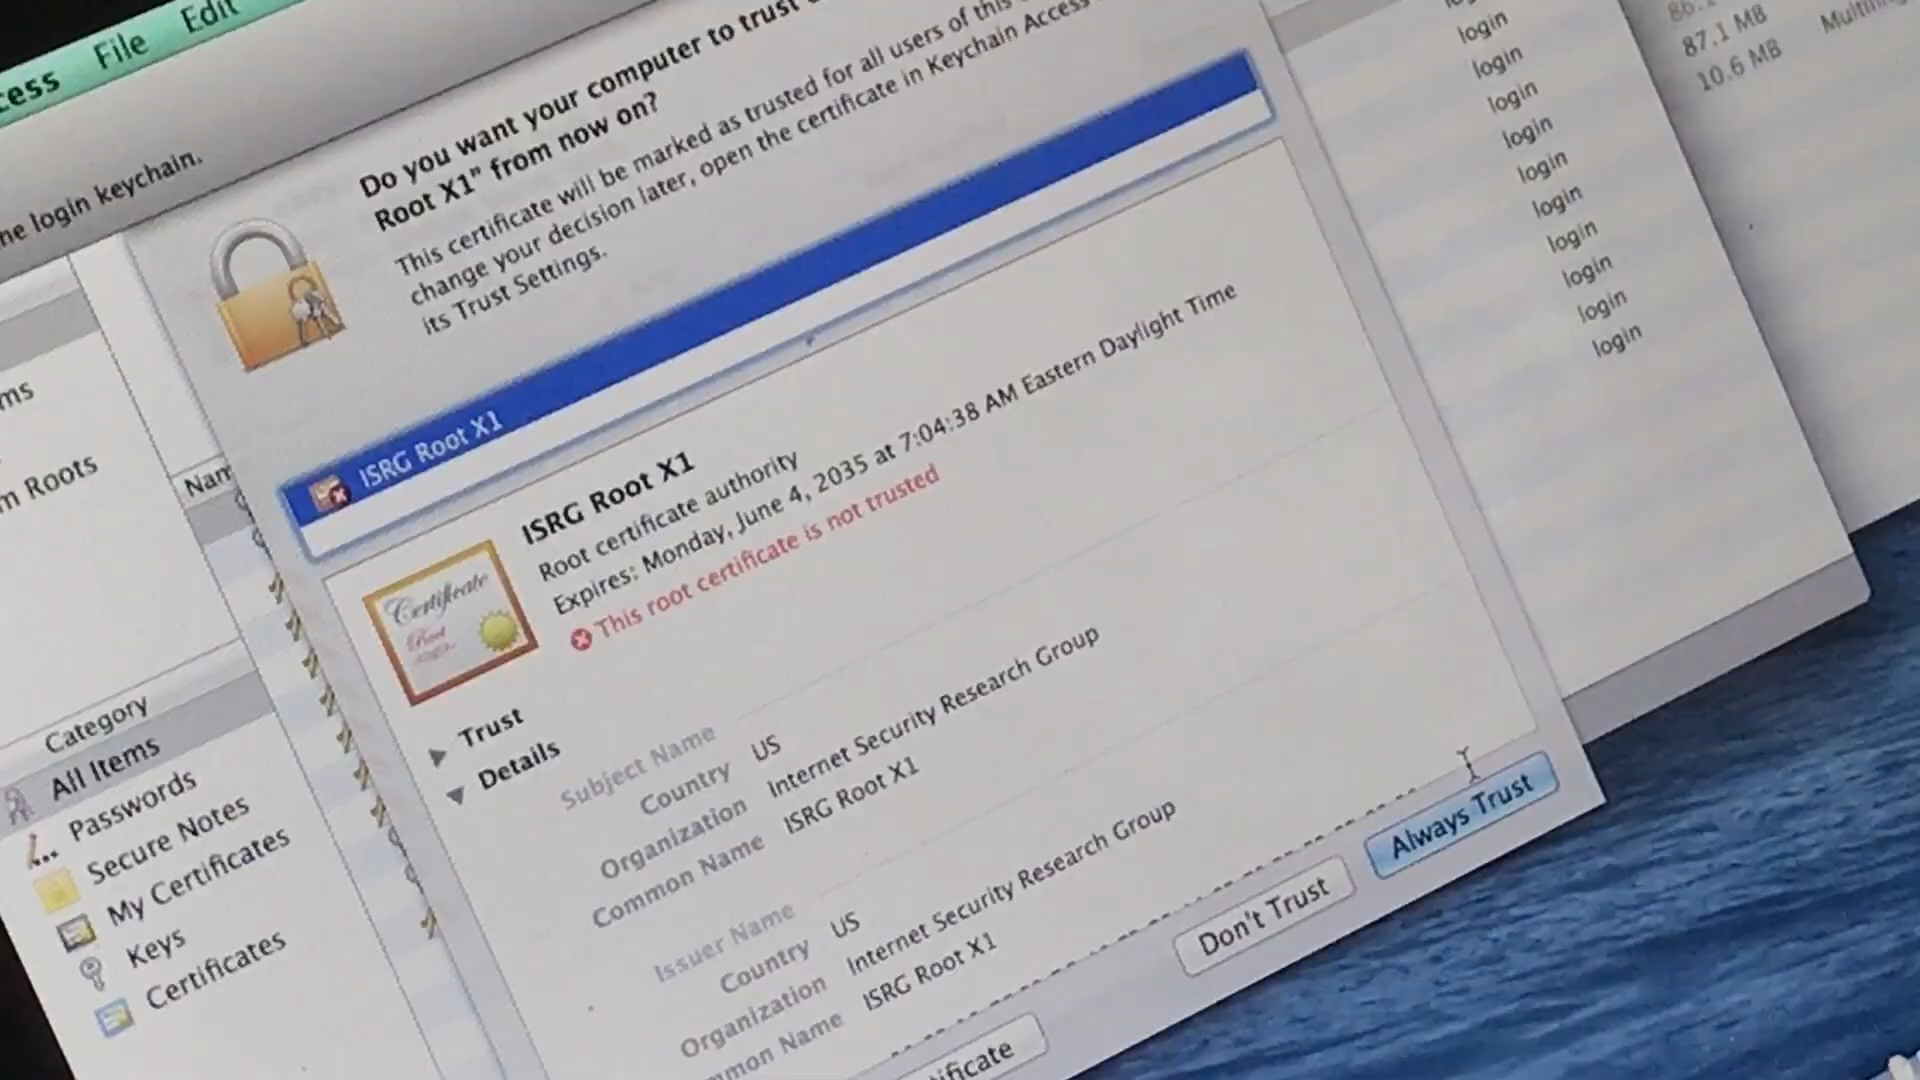 File Edit
Do you want your computer to trust
Root X1" from now on?
This certificate will be marked as trusted for all users of this
change your decision later, open the certificate in Keychain Access
its Trust Settings.
login keychain.
ISRG Root X1
ISRG Root X1
Root certificate authority
Expires: Monday, June 4, 2035 at 7:04:38 AM Eastern Daylight Time
This root certificate is not trusted
Certificate
Root
Trust
Details
Subject Name
Country US
Organization Internet Security Research Group
Common Name ISRG Root X1
Issuer Name
Country US
Organization Internet Security Research Group
Name ISRG Root X1
Don't Trust
Always Trust
Roots
Category
All Items
Passwords
Secure Notes
My Certificates
Keys
Certificates
login
login
login
login
login
login
login
login
login
login
87.1 MB
10.6 MB